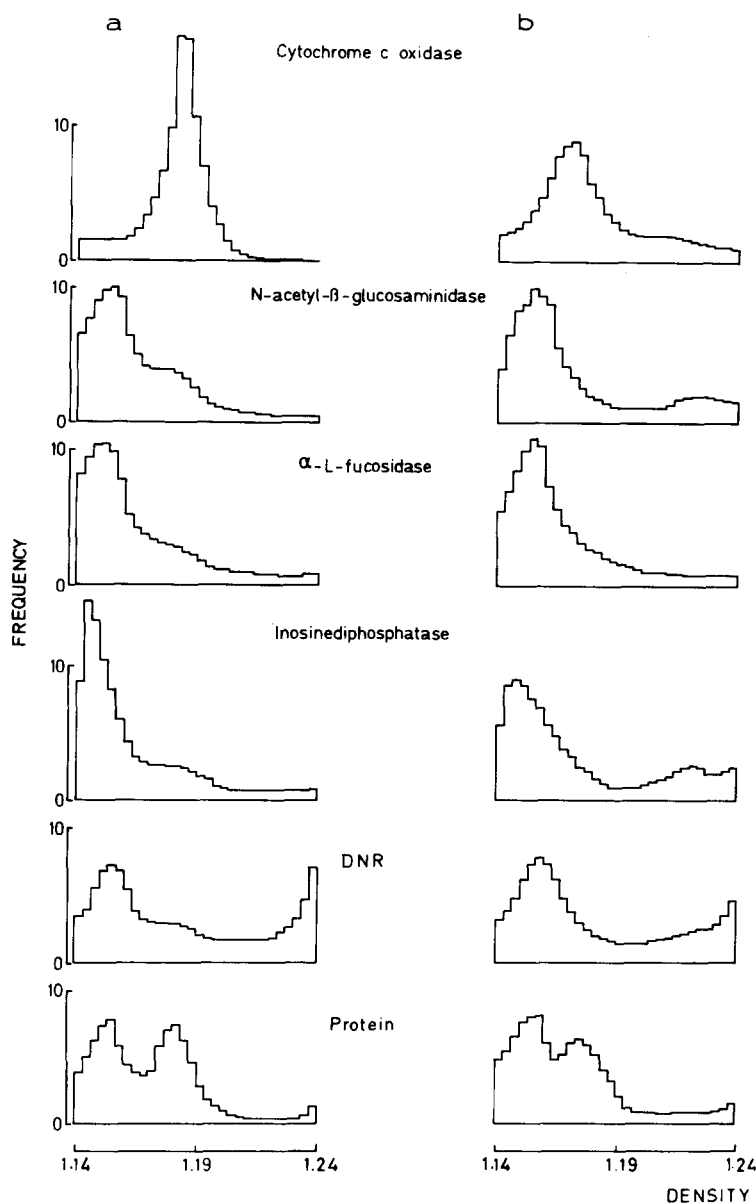 a b
Cytochrome c oxidase
10
0
N-acetyl-β-glucosaminidase
10
0
α-L-fucosidase
10
0
FREQUENCY
Inosinediphosphatase
10
0
DNR
10
0
Protein
10
0
1.14 1.19 1.24 1.14 1.19 1.24
DENSITY